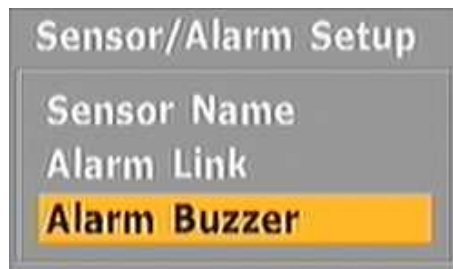 Sensor/Alarm Setup
Sensor Name
Alarm Link
Alarm Buzzer